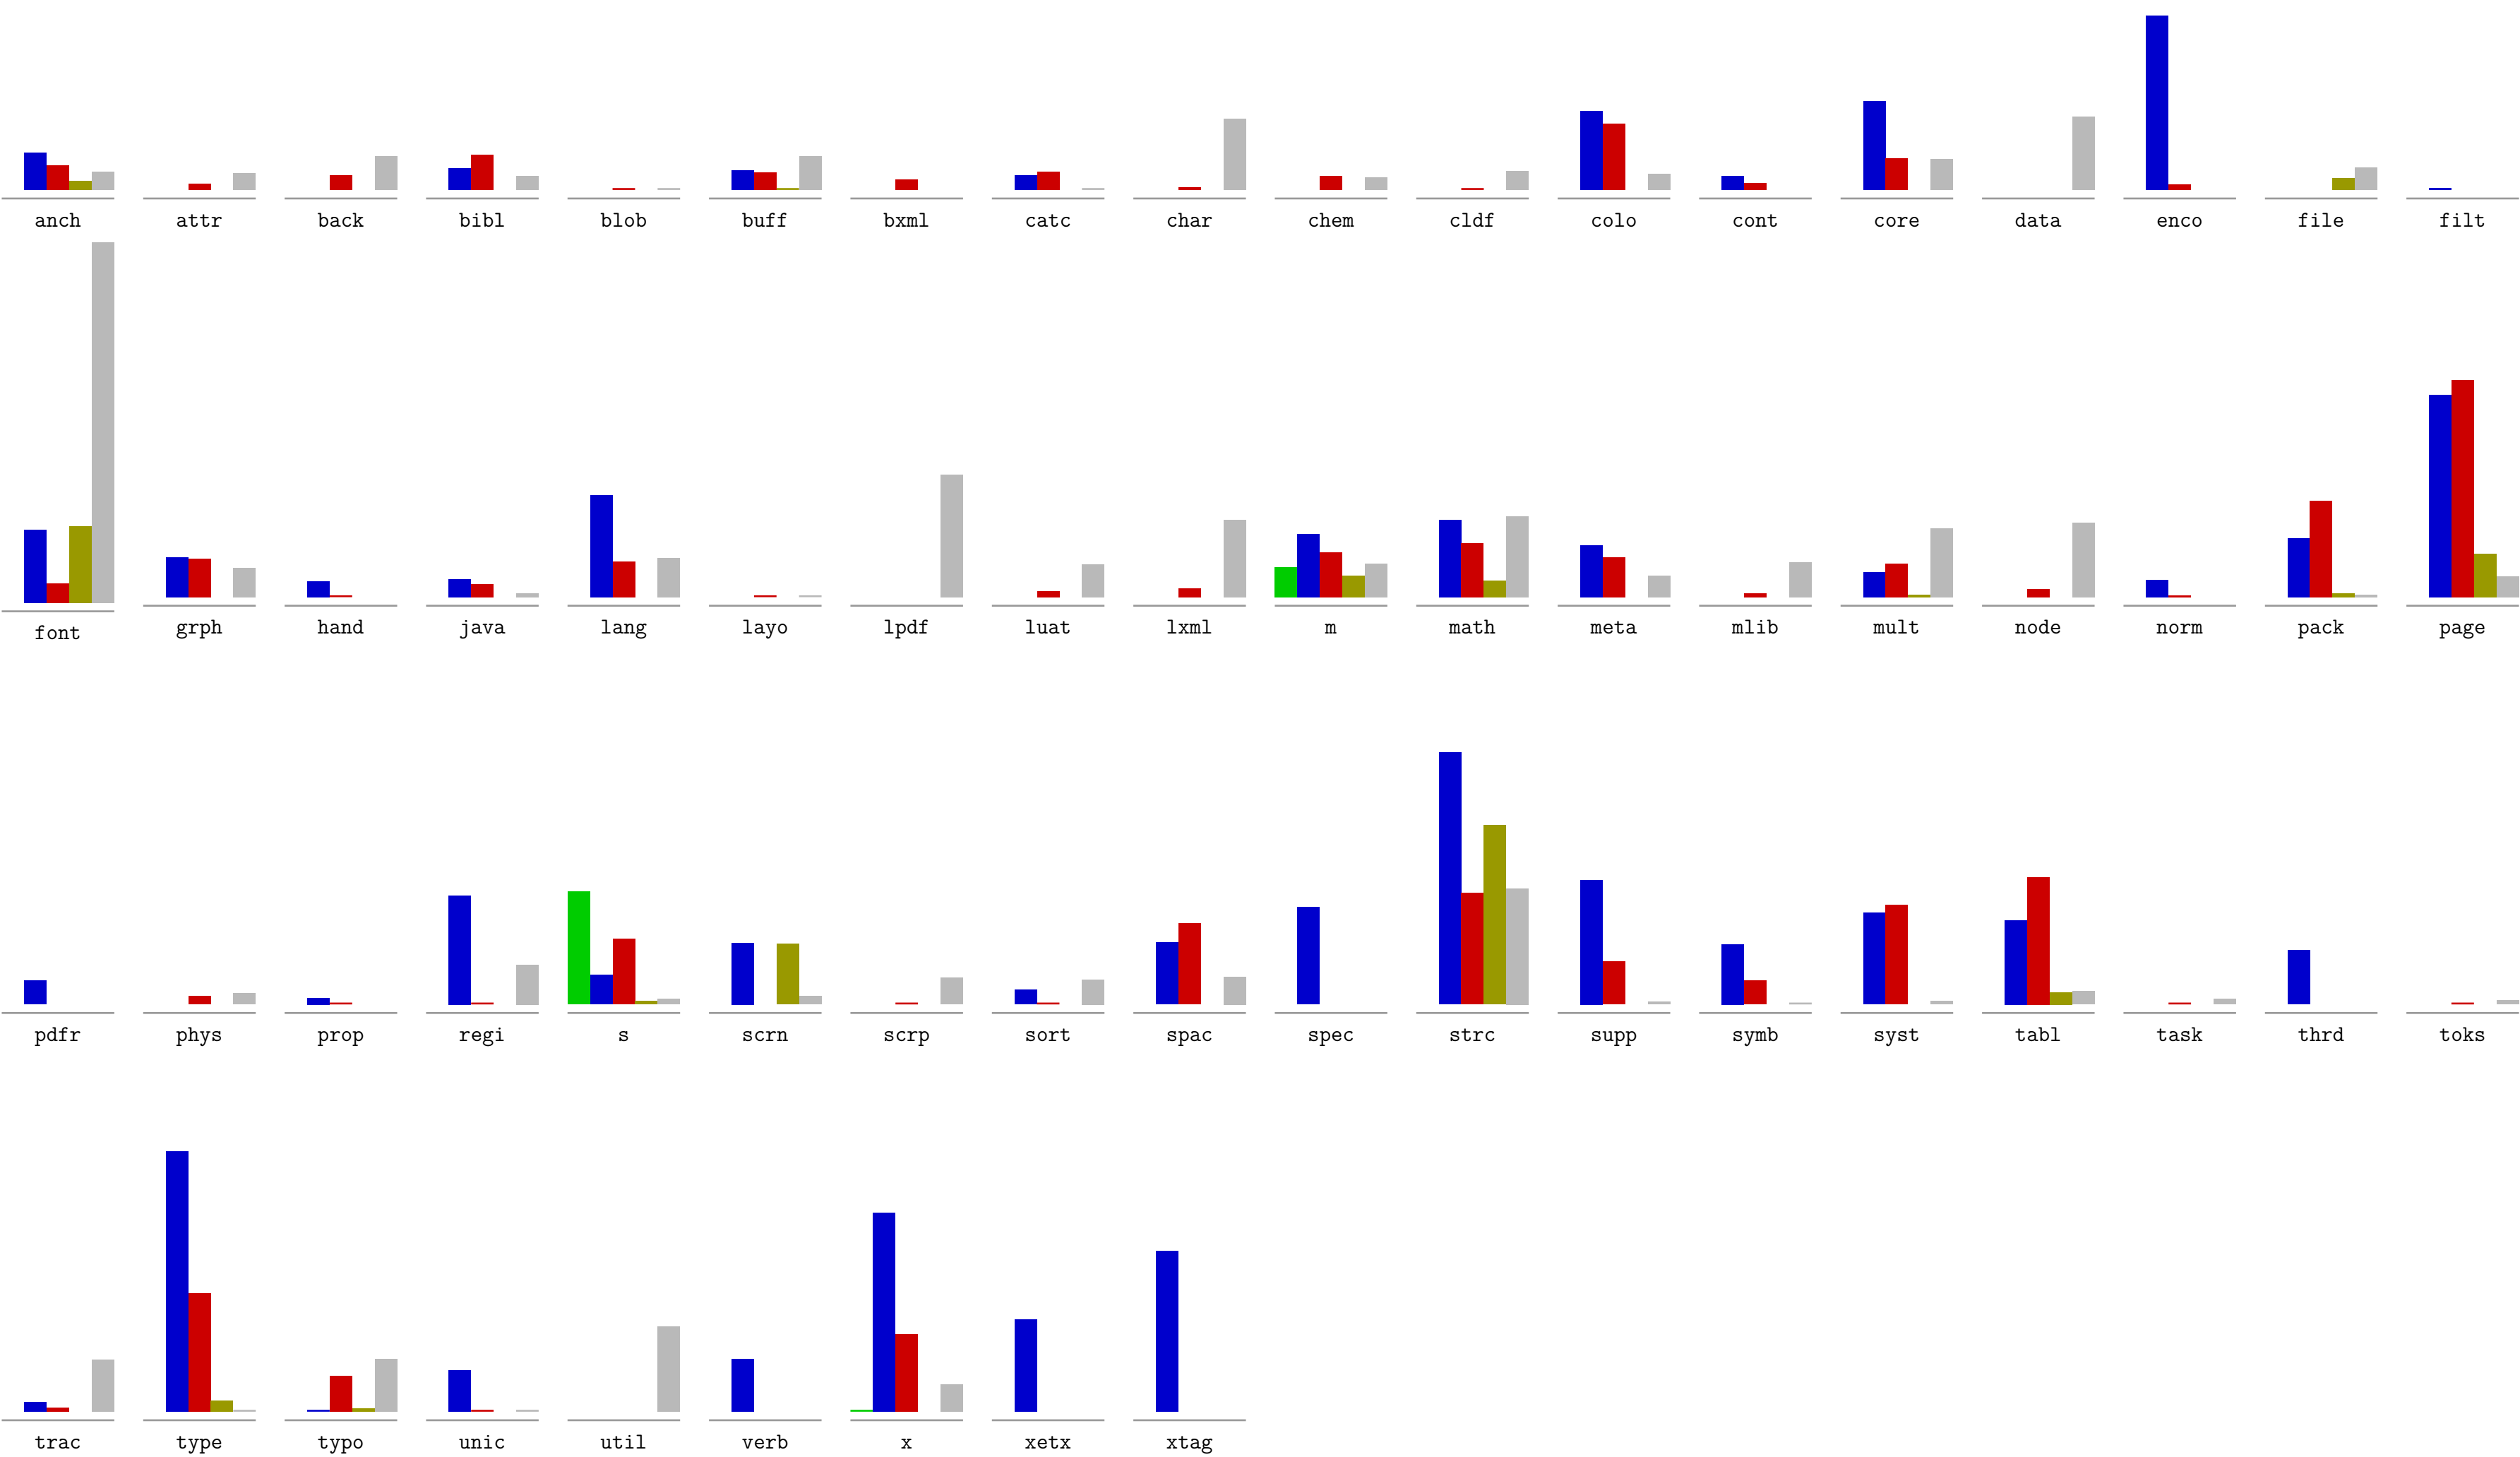 anch attr back bibl blob buff bxml catc char chem cldf colo cont core data enco file filt
font grph hand java lang layo lpdf luat lxml m math meta mlib mult node norm pack page
pdfr phys prop regi s scrn scrp sort spac spec strc supp symb syst tabl task thrd toks
trac type typo unic util verb x xetx xtag